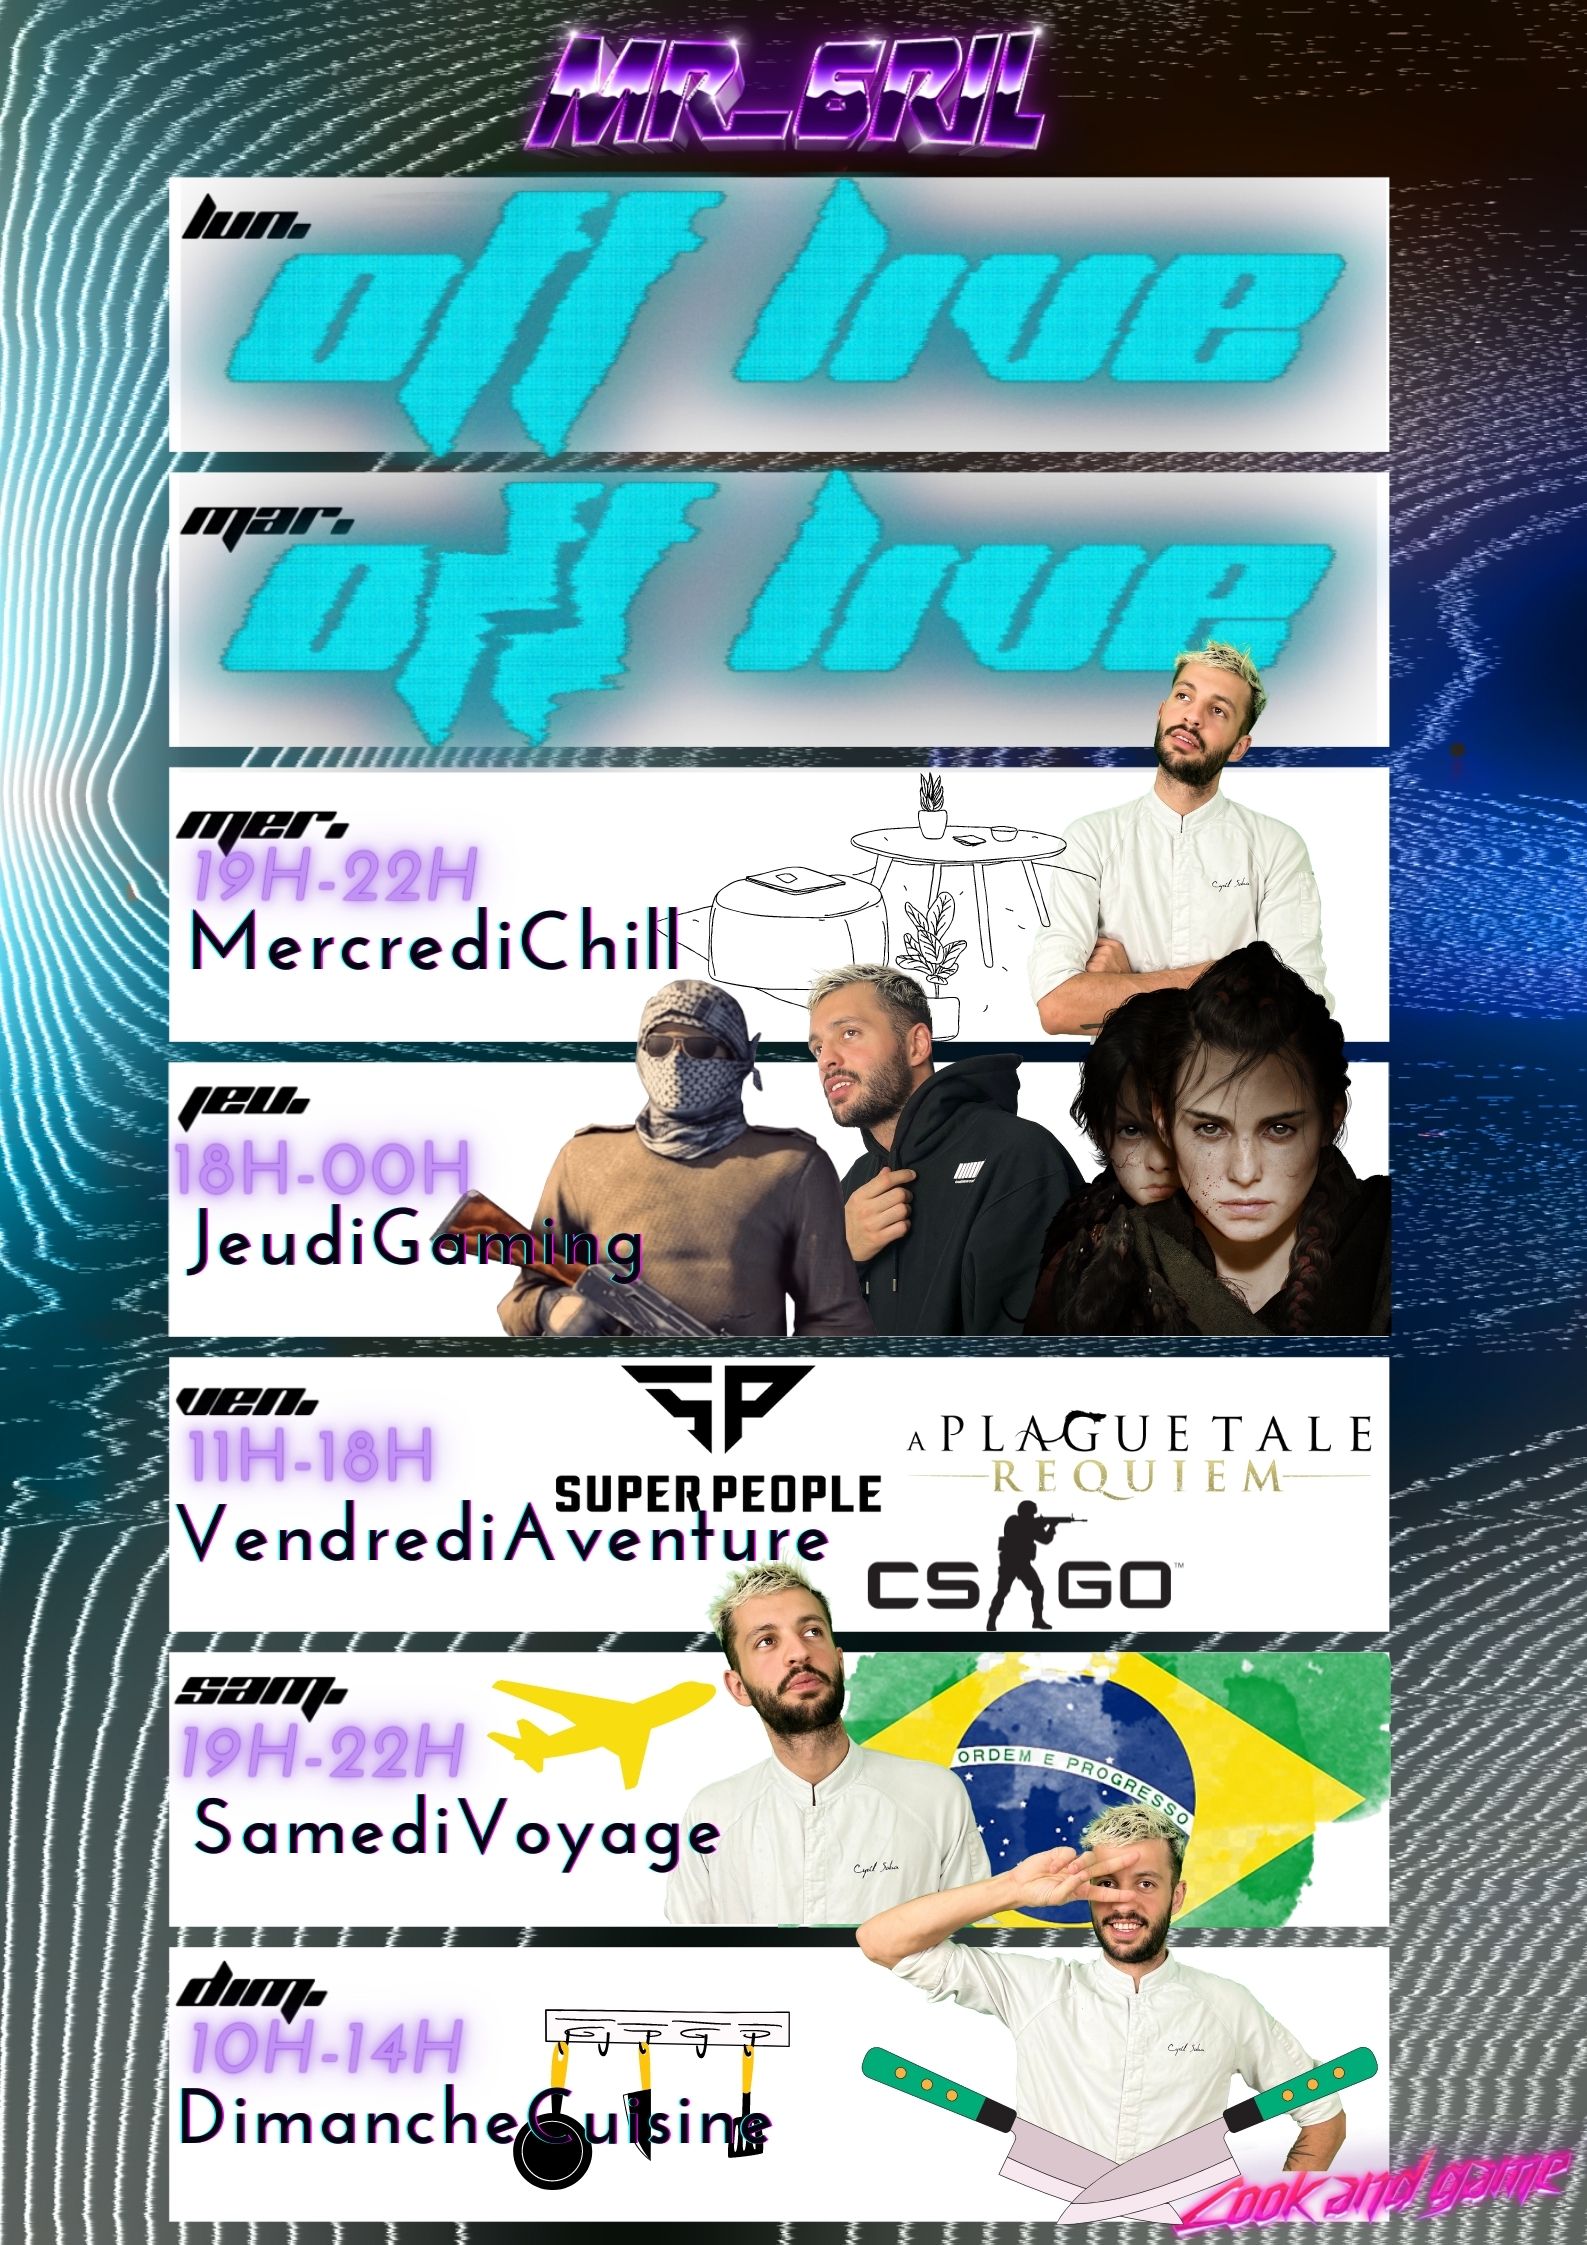 MR_6RIL
lun.
off live
mar.
off live
mer.
19H-22H
MercrediChill
jeu.
18H-00H
JeudiGaming
ven.
11H-18H
VendrediAventure
SP
SUPER PEOPLE
A PLAGUE TALE
REQUIEM
CS GO™
sam.
19H-22H
SamediVoyage
ORDEM E PROGRESSO
dim.
10H-14H
DimancheCuisine
Cook and game